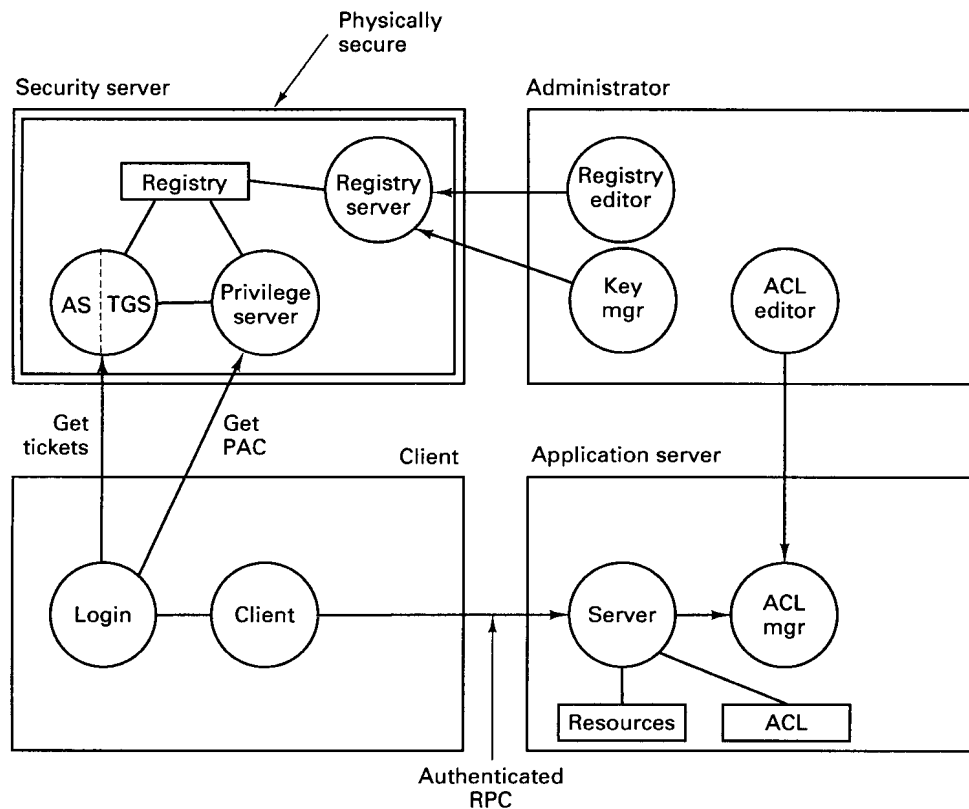 Physically
secure
Security server
Administrator
Registry
Registry
server
Registry
editor
AS
TGS
Privilege
server
Key
mgr
ACL
editor
Get
tickets
Get
PAC
Client
Application server
Login
Client
Server
ACL
mgr
Resources
ACL
Authenticated
RPC